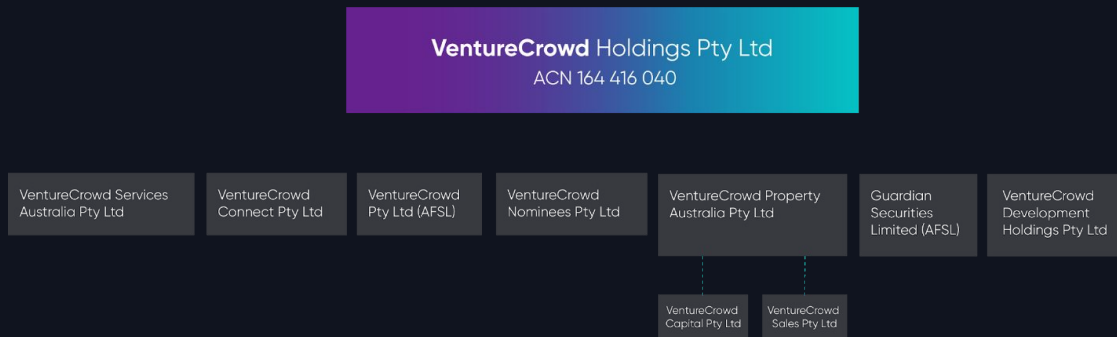 VentureCrowd Holdings Pty Ltd
ACN 164 416 040
VentureCrowd Services
Australia Pty Ltd
VentureCrowd
Connect Pty Ltd
VentureCrowd
Pty Ltd (AFSL)
VentureCrowd
Nominees Pty Ltd
VentureCrowd Property
Australia Pty Ltd
Guardian
Securities
Limited (AFSL)
VentureCrowd
Development
Holdings Pty Ltd
VentureCrowd
Capital Pty Ltd
VentureCrowd
Sales Pty Ltd